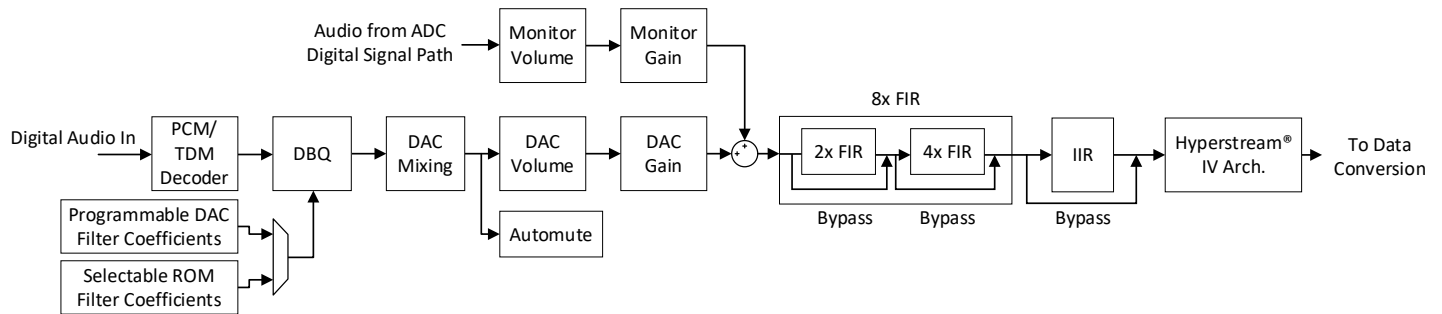 Audio from ADC
Digital Signal Path
Monitor
Volume
Monitor
Gain
8x FIR
Digital Audio In
PCM/
TDM
Decoder
DBQ
DAC
Mixing
DAC
Volume
DAC
Gain
+
+
2x FIR
4x FIR
IIR
Hyperstream®
IV Arch.
To Data
Conversion
Bypass
Bypass
Bypass
Automute
Programmable DAC
Filter Coefficients
Selectable ROM
Filter Coefficients